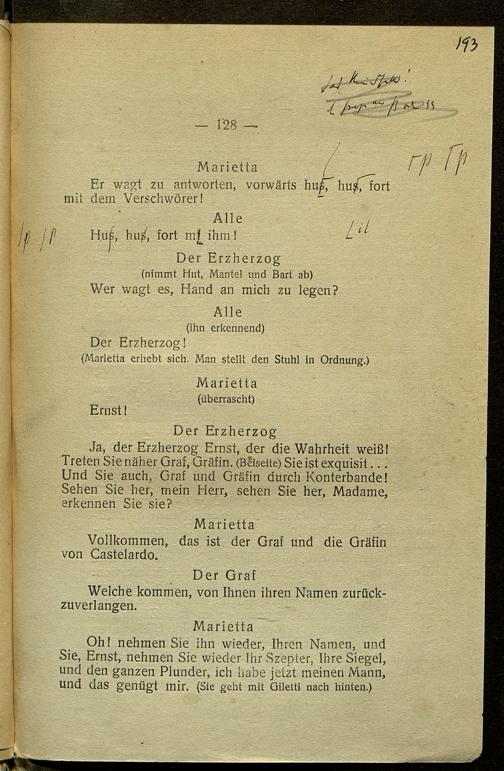 193
— 128 —
Marietta
Er wagt zu antworten, vorwärts huß, huß, fort
mit dem Verschwörer!
Alle
Huß, huß, fort mL ihm!
Der Erzherzog
(nimmt Hut, Mantel und Bart ab)
Wer wagt es, Hand an mich zu legen?
Alle
(ihn erkennend)
Der Erzherzog!
(Marietta erhebt sich. Man stellt den Stuhl in Ordnung.)
Marietta
(überrascht)
Ernst!
Der Erzherzog
Ja, der Erzherzog Ernst, der die Wahrheit weiß!
Treten Sie näher Graf, Gräfin. (Beiseite) Sie ist exquisit...
Und Sie auch, Graf und Gräfin durch Konterbande!
Sehen Sie her, mein Herr, sehen Sie her, Madame,
erkennen Sie sie?
Marietta
Vollkommen, das ist der Graf und die Gräfin
von Castelardo.
Der Graf
Welche kommen, von Ihnen ihren Namen zurück-
zuverlangen.
Marietta
Oh! nehmen Sie ihn wieder, Ihren Namen, und
Sie, Ernst, nehmen Sie wieder Ihr Szepter, Ihre Siegel,
und den ganzen Plunder, ich habe jetzt meinen Mann,
und das genügt mir. (Sie geht mit Giletti nach hinten.)